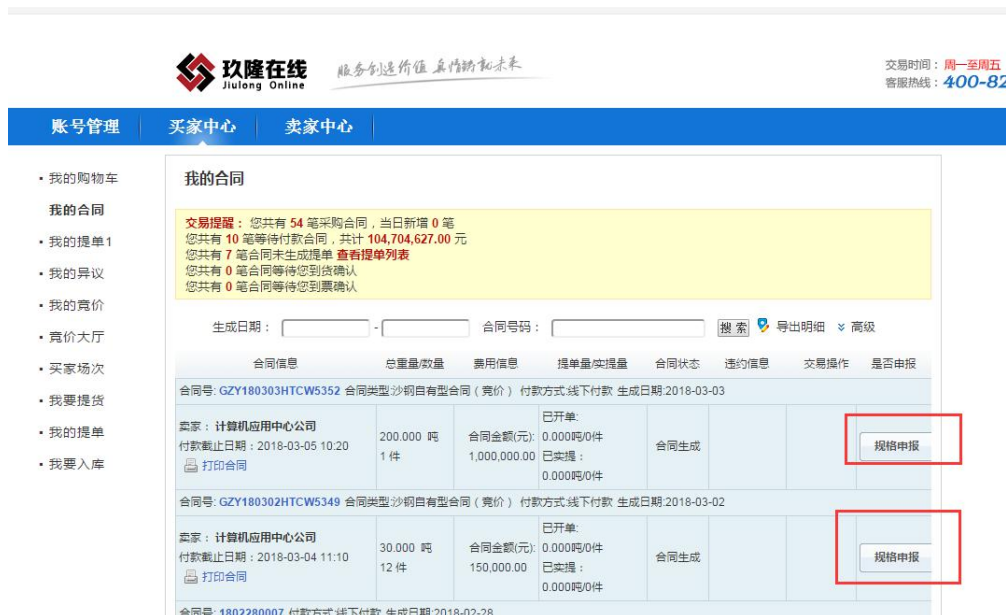 玖隆在线
Jiulong Online
服务创造价值 真情铸就未来
交易时间：周一至周五
客服热线：400-82
账号管理 买家中心 卖家中心
我的购物车
我的合同
我的提单1
我的异议
我的竞价
竞价大厅
买家场次
我要提货
我的提单
我要入库
我的合同
交易提醒：您共有 54 笔采购合同，当日新增 0 笔
您共有 10 笔等待付款合同，共计 104,704,627.00 元
您共有 7 笔合同未生成提单 查看提单列表
您共有 0 笔合同等待您到货确认
您共有 0 笔合同等待您到票确认
生成日期： - 合同号码： 搜 索 导出明细 高级
合同信息 总重量/数量 费用信息 提单量/实提量 合同状态 违约信息 交易操作 是否申报
合同号: GZY180303HTCW5352 合同类型:沙钢自有型合同（竞价） 付款方式:线下付款 生成日期:2018-03-03
卖家：计算机应用中心公司
付款截止日期：2018-03-05 10:20
打印合同
200.000 吨
1 件
合同金额(元):
1,000,000.00
已开单:
0.000吨/0件
已实提：
0.000吨/0件
合同生成
规格申报
合同号: GZY180302HTCW5349 合同类型:沙钢自有型合同（竞价） 付款方式:线下付款 生成日期:2018-03-02
卖家：计算机应用中心公司
付款截止日期：2018-03-04 11:10
打印合同
30.000 吨
12 件
合同金额(元):
150,000.00
已开单:
0.000吨/0件
已实提：
0.000吨/0件
合同生成
规格申报
合同号: 1802280007 付款方式:线下付款 生成日期:2018-02-28